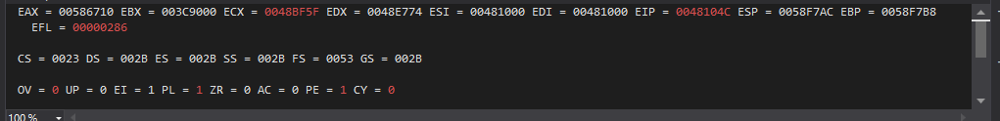 EAX = 00586710 EBX = 003C9000 ECX = 0048BF5F EDX = 0048E774 ESI = 00481000 EDI = 00481000 EIP = 0048104C ESP = 0058F7AC EBP = 0058F7B8
EFL = 00000286
CS = 0023 DS = 002B ES = 002B SS = 002B FS = 0053 GS = 002B
OV = 0 UP = 0 EI = 1 PL = 1 ZR = 0 AC = 0 PE = 1 CY = 0
100 %